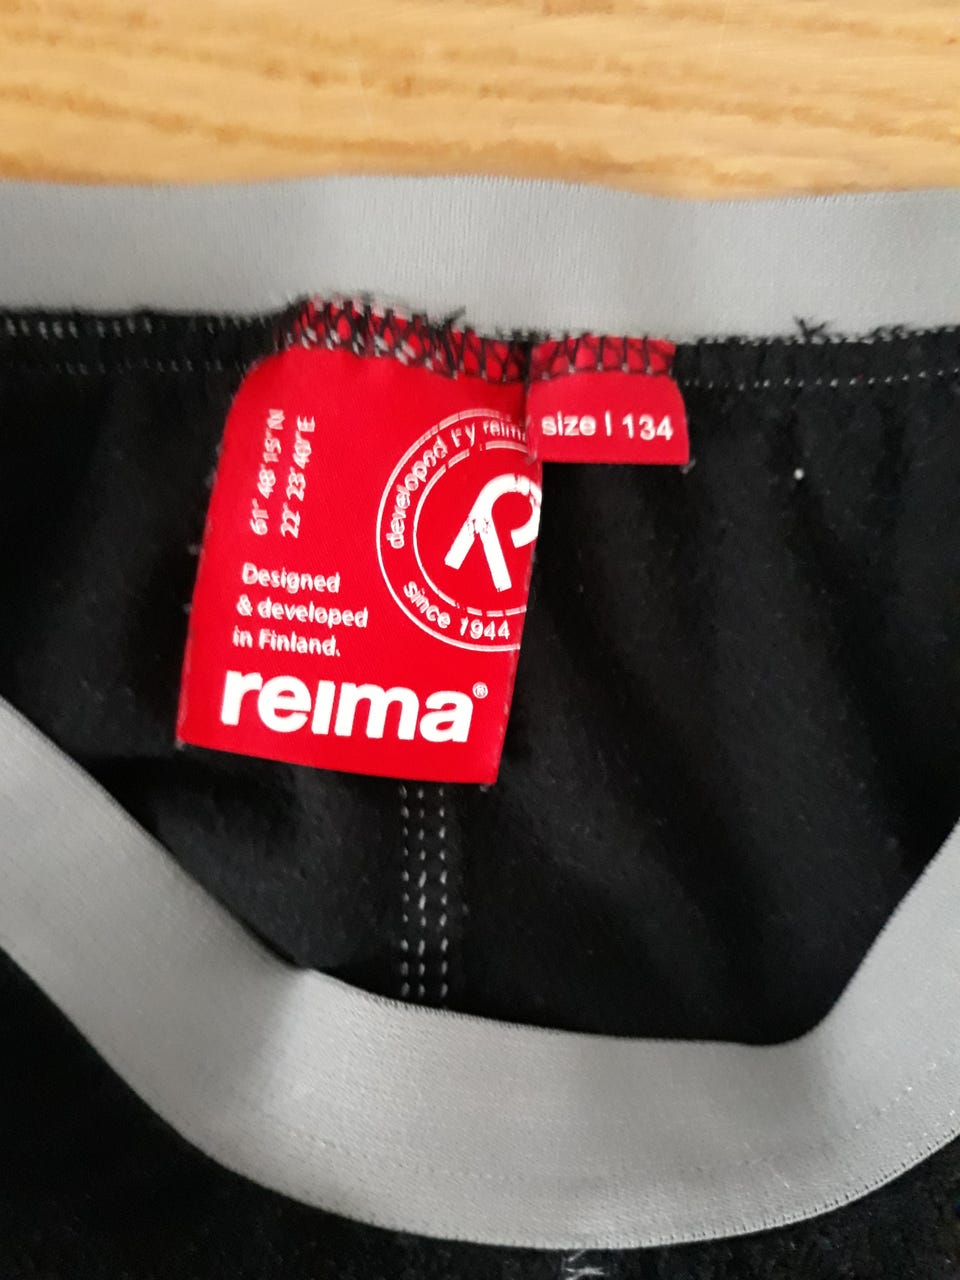 61° 48'15"N
22° 23'40"E
developed by reima
since 1944
size | 134
Designed
& developed
in Finland.
reima®